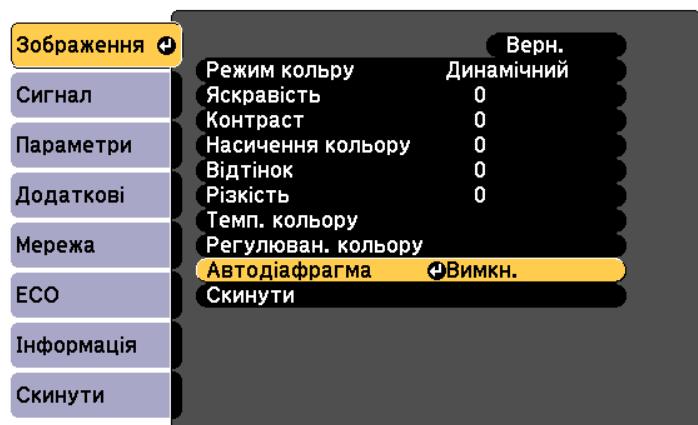 Зображення
Сигнал
Параметри
Додаткові
Мережа
ECO
Інформація
Скинути
Верн.
Режим кольру Динамічний
Яскравість 0
Контраст 0
Насичення кольору 0
Відтінок 0
Різкість 0
Темп. кольору
Регулюван. кольору
Автодіафрагма Вимкн.
Скинути